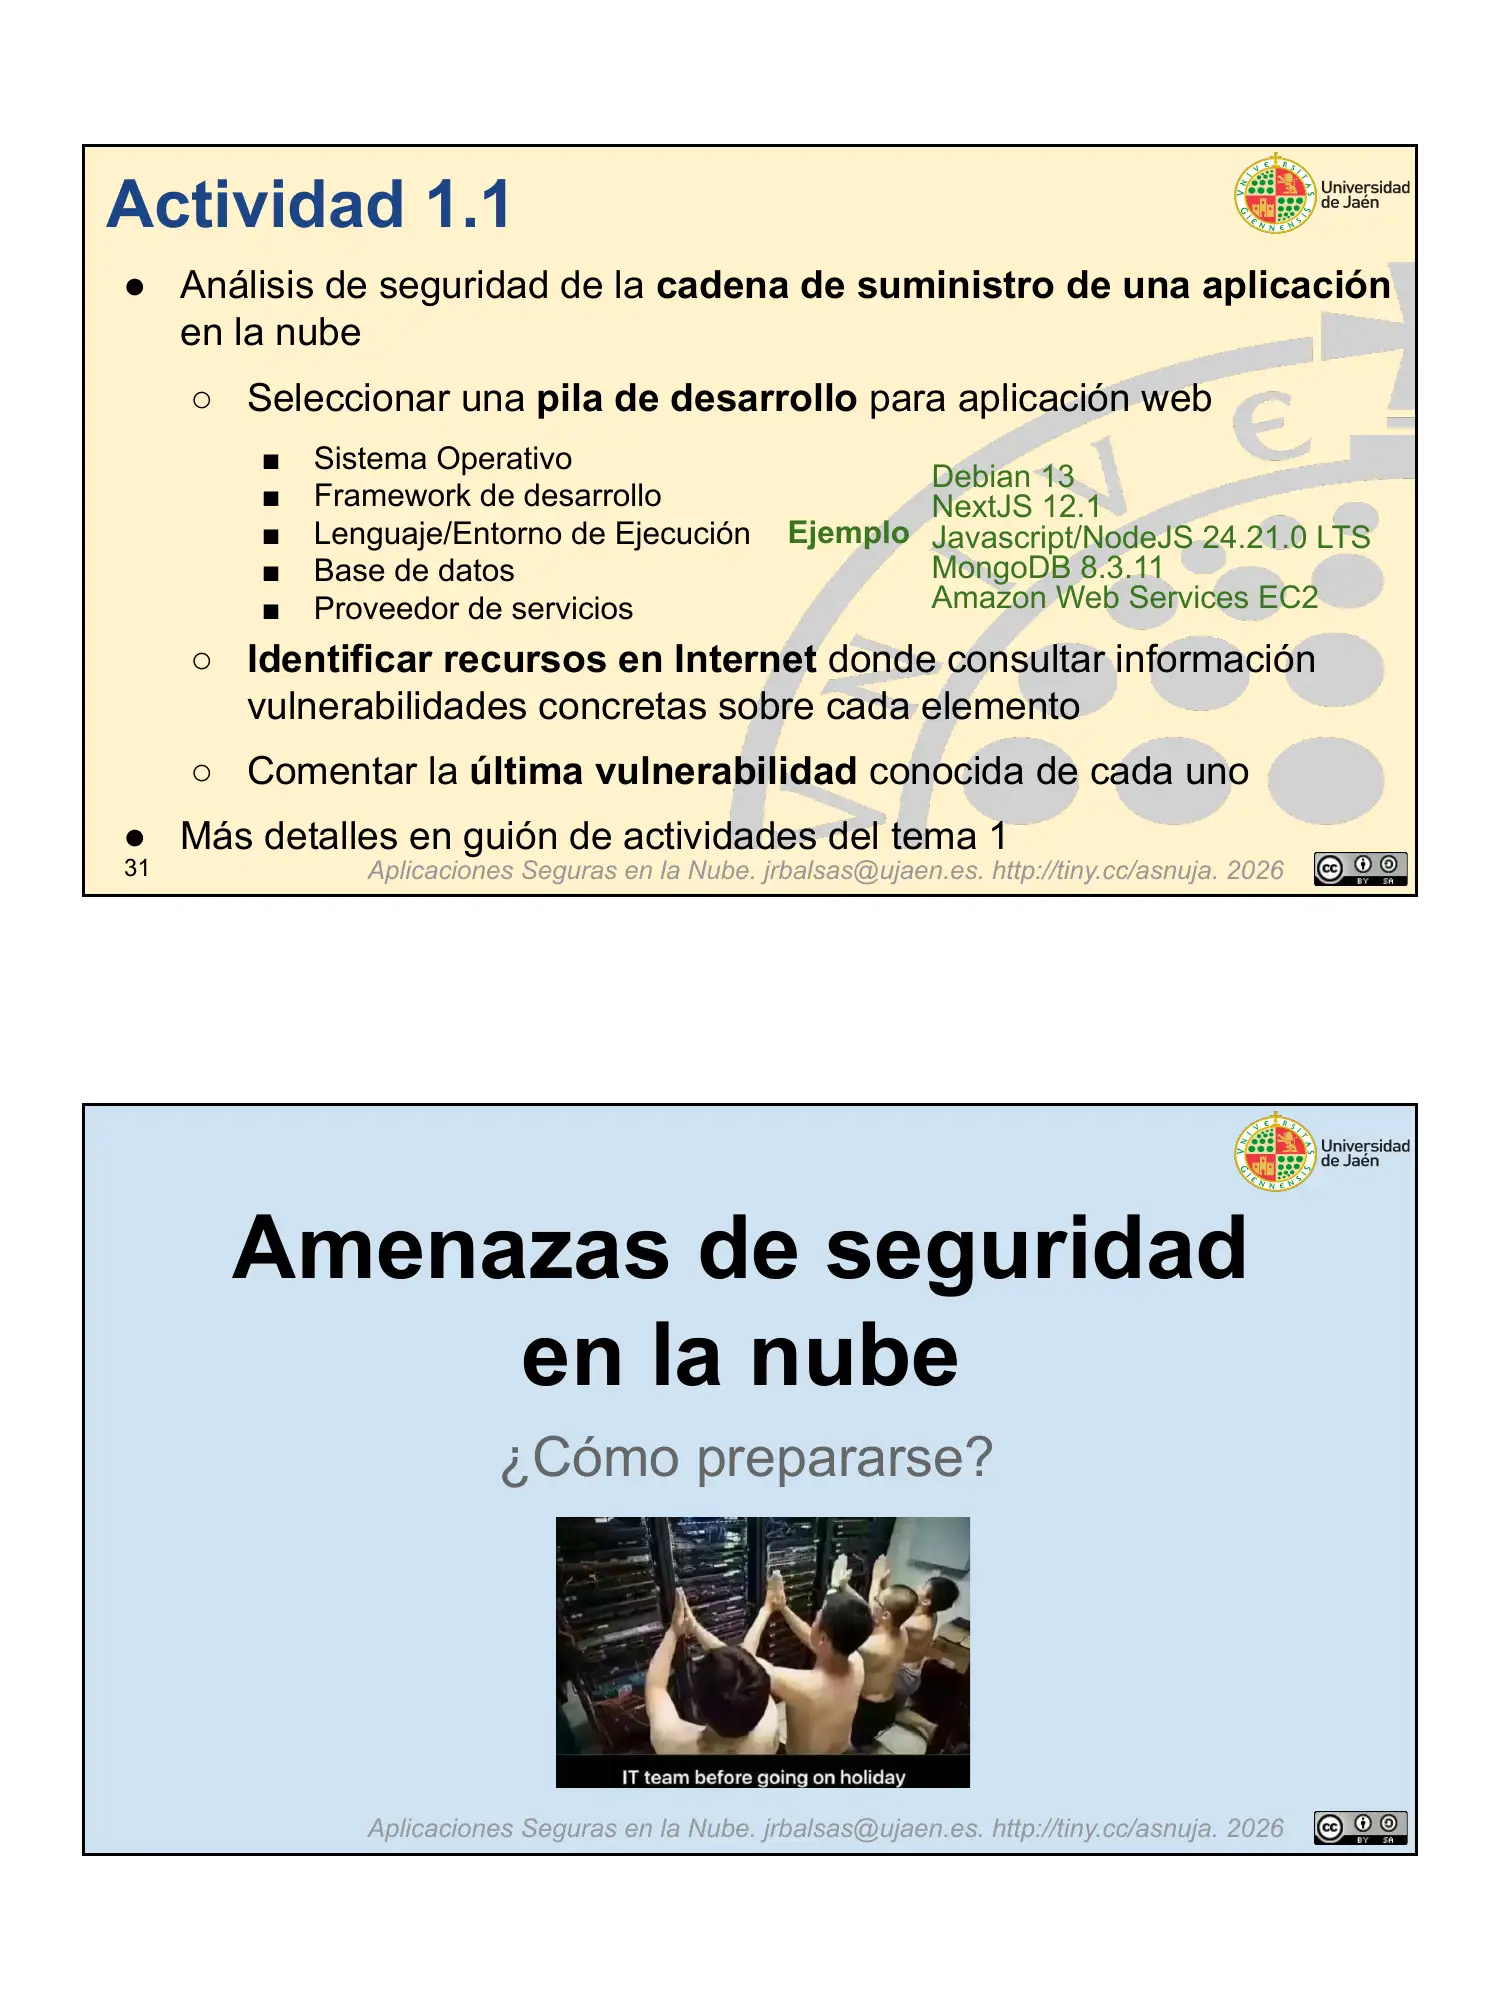 Actividad 1.1
Universidad
de Jaén
● Análisis de seguridad de la cadena de suministro de una aplicación
en la nube
○ Seleccionar una pila de desarrollo para aplicación web
■ Sistema Operativo
■ Framework de desarrollo
■ Lenguaje/Entorno de Ejecución
■ Base de datos
■ Proveedor de servicios
Ejemplo
Debian 13
NextJS 12.1
Javascript/NodeJS 24.21.0 LTS
MongoDB 8.3.11
Amazon Web Services EC2
○ Identificar recursos en Internet donde consultar información
vulnerabilidades concretas sobre cada elemento
○ Comentar la última vulnerabilidad conocida de cada uno
● Más detalles en guión de actividades del tema 1
31
Aplicaciones Seguras en la Nube. jrbalsas@ujaen.es. http://tiny.cc/asnuja. 2026
cc BY SA
Universidad
de Jaén
Amenazas de seguridad
en la nube
¿Cómo prepararse?
IT team before going on holiday
Aplicaciones Seguras en la Nube. jrbalsas@ujaen.es. http://tiny.cc/asnuja. 2026
cc BY SA